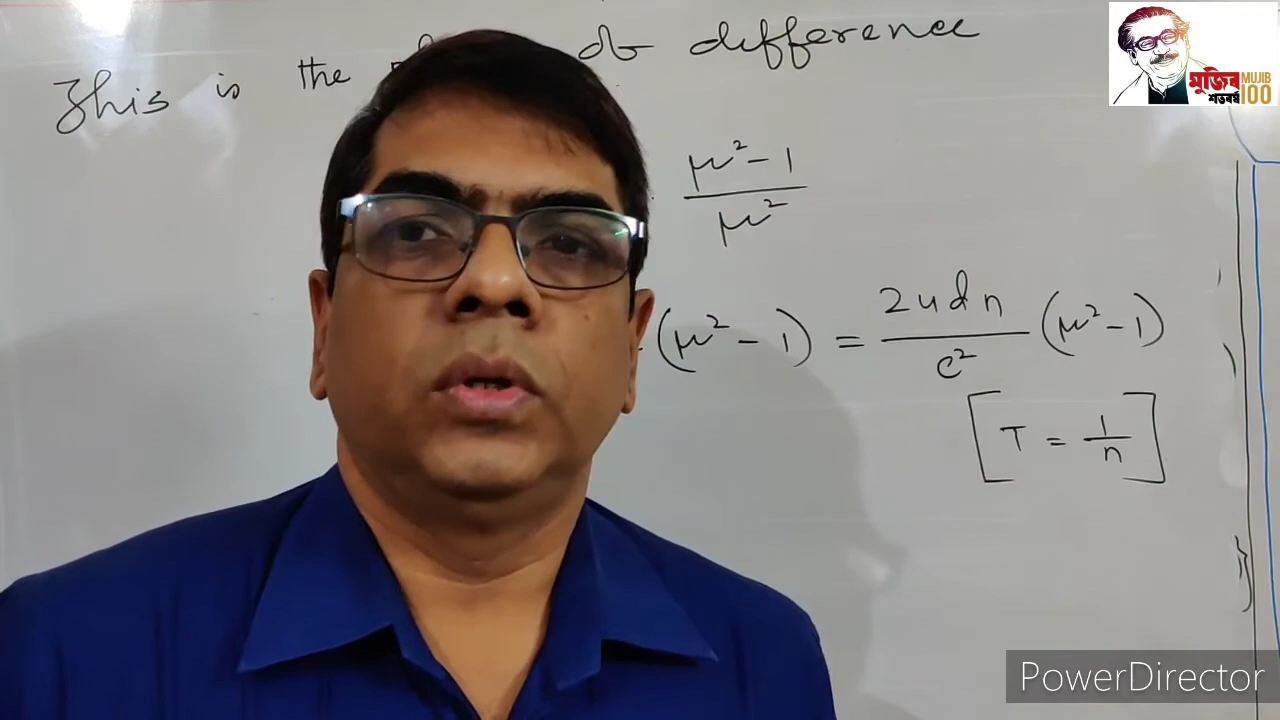 This is the of difference
μ² - 1
μ²
(μ² - 1) = 2udn / c² (μ² - 1)
[T = 1/n]
মুজিব MUJIB
শতবর্ষ 100
PowerDirector